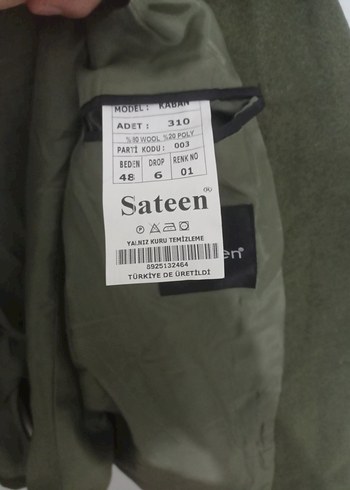 MODEL : KABAN
ADET : 310
%80 WOOL %20 POLY
PARTİ KODU : 003
BEDEN DROP RENK NO
48 6 01
Sateen
YALNIZ KURU TEMİZLEME
8925132464
TÜRKİYE DE ÜRETİLDİ
een